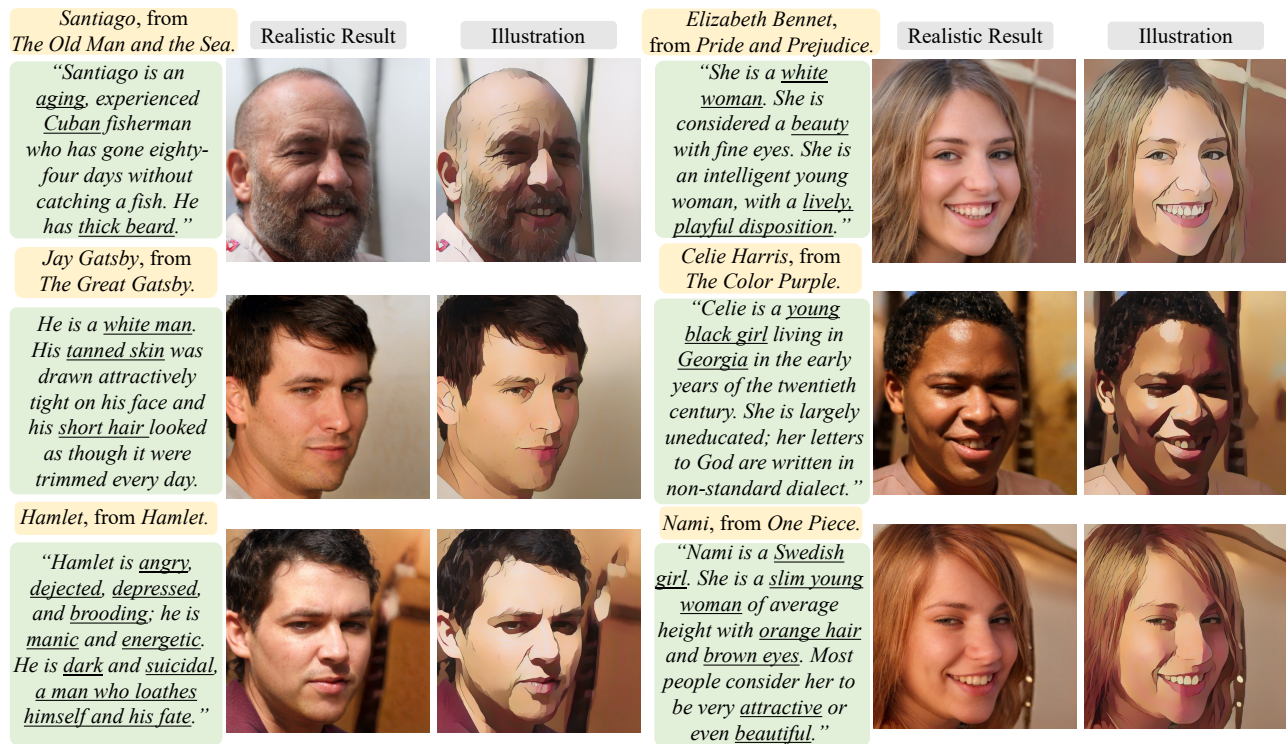 Santiago, from
The Old Man and the Sea.
Realistic Result
Illustration
“Santiago is an
aging, experienced
Cuban fisherman
who has gone eighty-
four days without
catching a fish. He
has thick beard.”
Jay Gatsby, from
The Great Gatsby.
He is a white man.
His tanned skin was
drawn attractively
tight on his face and
his short hair looked
as though it were
trimmed every day.
Hamlet, from Hamlet.
“Hamlet is angry,
dejected, depressed,
and brooding; he is
manic and energetic.
He is dark and suicidal,
a man who loathes
himself and his fate.”
Elizabeth Bennet,
from Pride and Prejudice.
Realistic Result
Illustration
“She is a white
woman. She is
considered a beauty
with fine eyes. She is
an intelligent young
woman, with a lively,
playful disposition.”
Celie Harris, from
The Color Purple.
“Celie is a young
black girl living in
Georgia in the early
years of the twentieth
century. She is largely
uneducated; her letters
to God are written in
non-standard dialect.”
Nami, from One Piece.
“Nami is a Swedish
girl. She is a slim young
woman of average
height with orange hair
and brown eyes. Most
people consider her to
be very attractive or
even beautiful.”